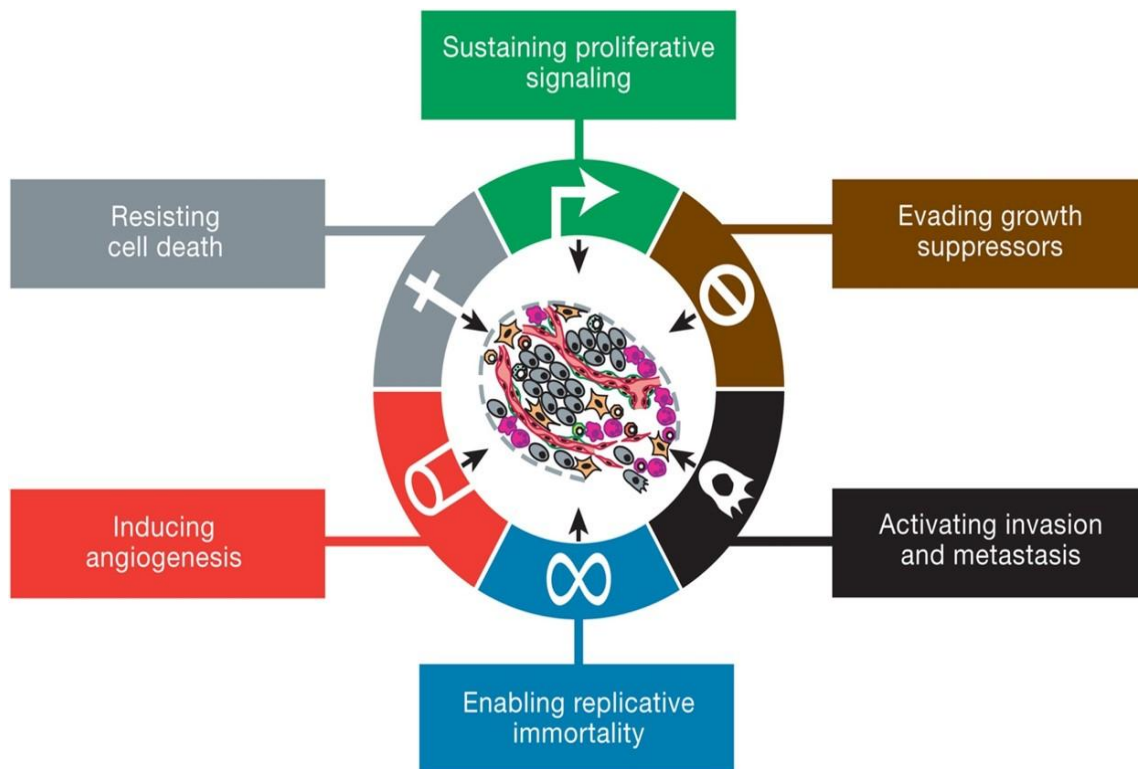 Sustaining proliferative
signaling
Resisting
cell death
Evading growth
suppressors
Inducing
angiogenesis
Activating invasion
and metastasis
Enabling replicative
immortality